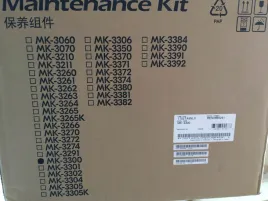 Maintenance Kit
保养组件
MK-3060 MK-3306 MK-3384
MK-3070 MK-3350 MK-3390
MK-3210 MK-3370 MK-3391
MK-3211 MK-3371 MK-3392
MK-3260 MK-3372
MK-3261 MK-3374
MK-3262 MK-3380
MK-3263 MK-3381
MK-3264 MK-3382
MK-3265
MK-3265K
MK-3266
MK-3270
MK-3272
MK-3274
MK-3291
MK-3300
MK-3301
MK-3302
MK-3304
MK-3305
MK-3305K
PAP